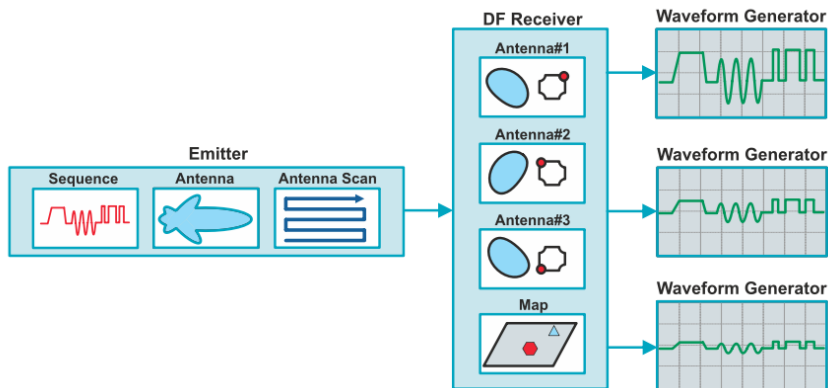 Emitter
Sequence
Antenna
Antenna Scan
DF Receiver
Antenna#1
Antenna#2
Antenna#3
Map
Waveform Generator
Waveform Generator
Waveform Generator